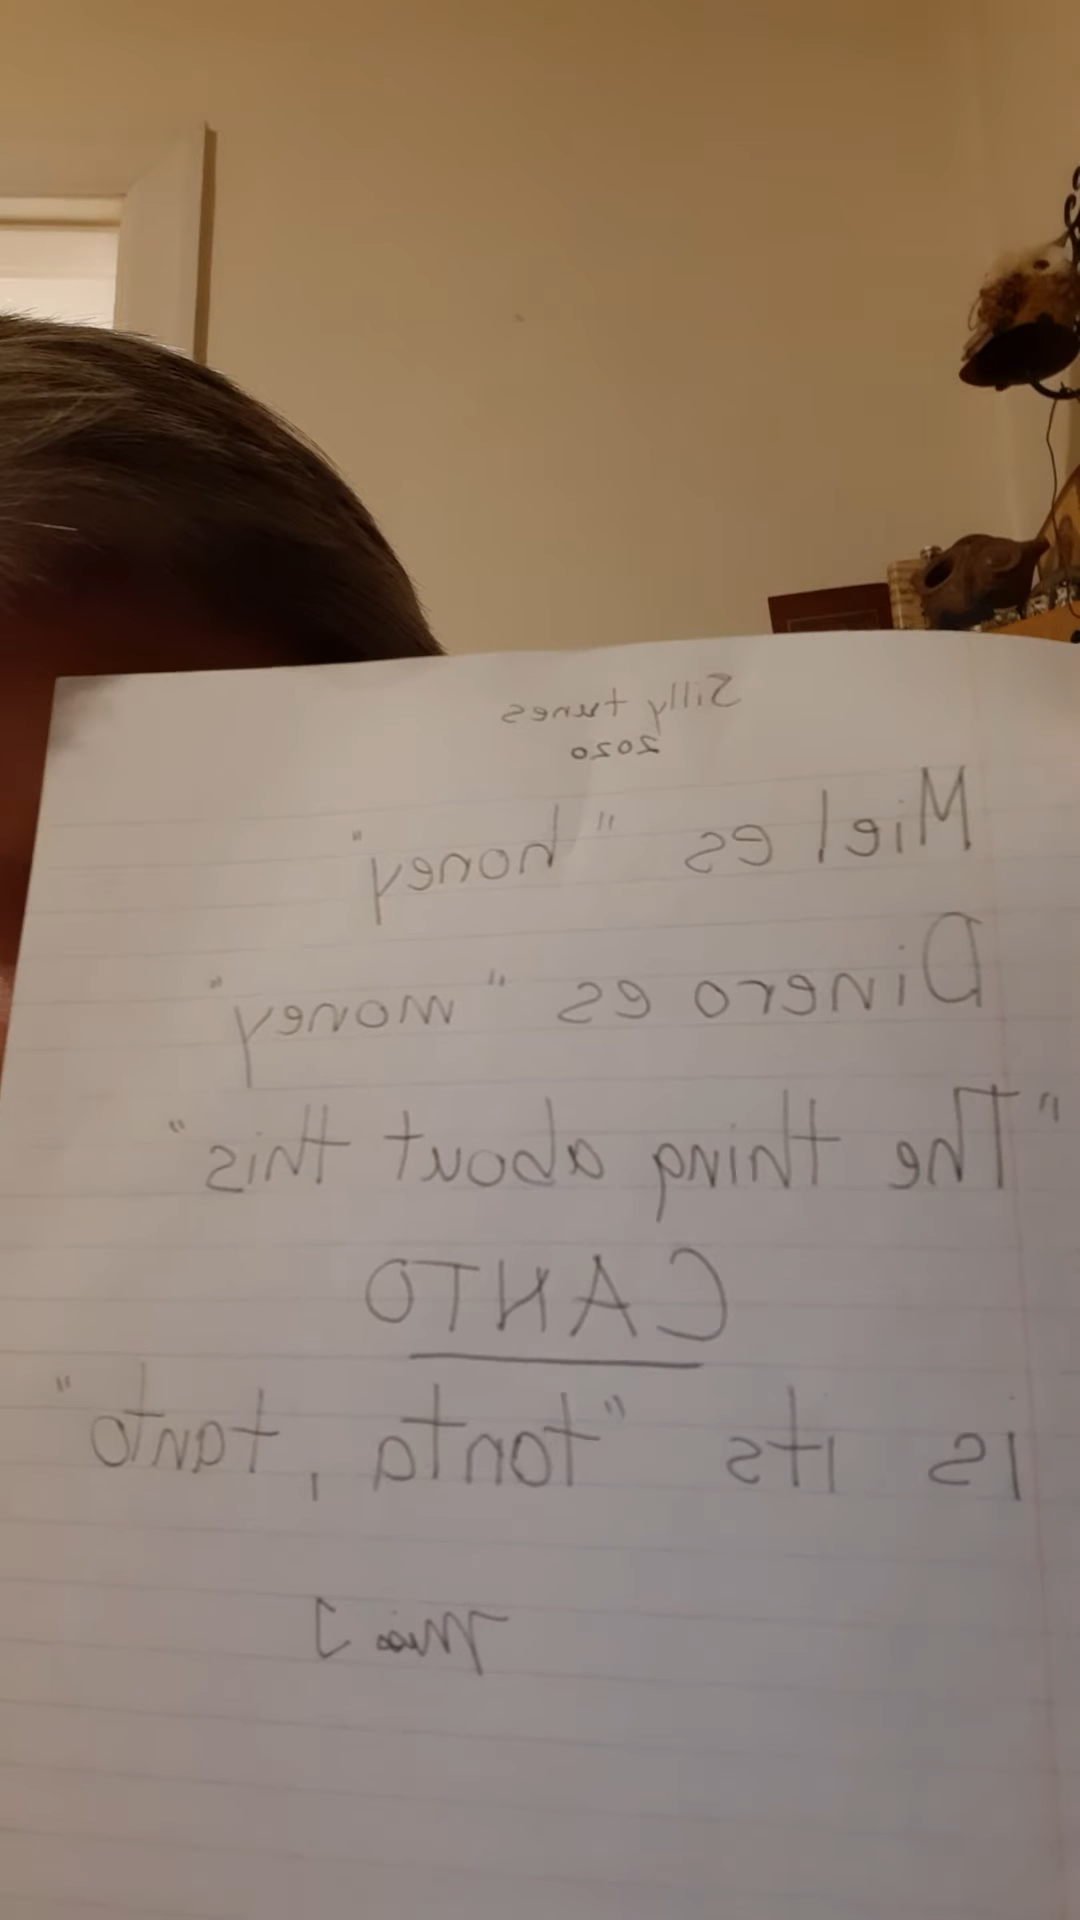 Silly tunes
2020
Miel es "honey"
Dinero es "money"
"The thing about this"
CANTO
is its "tonta, tanto"